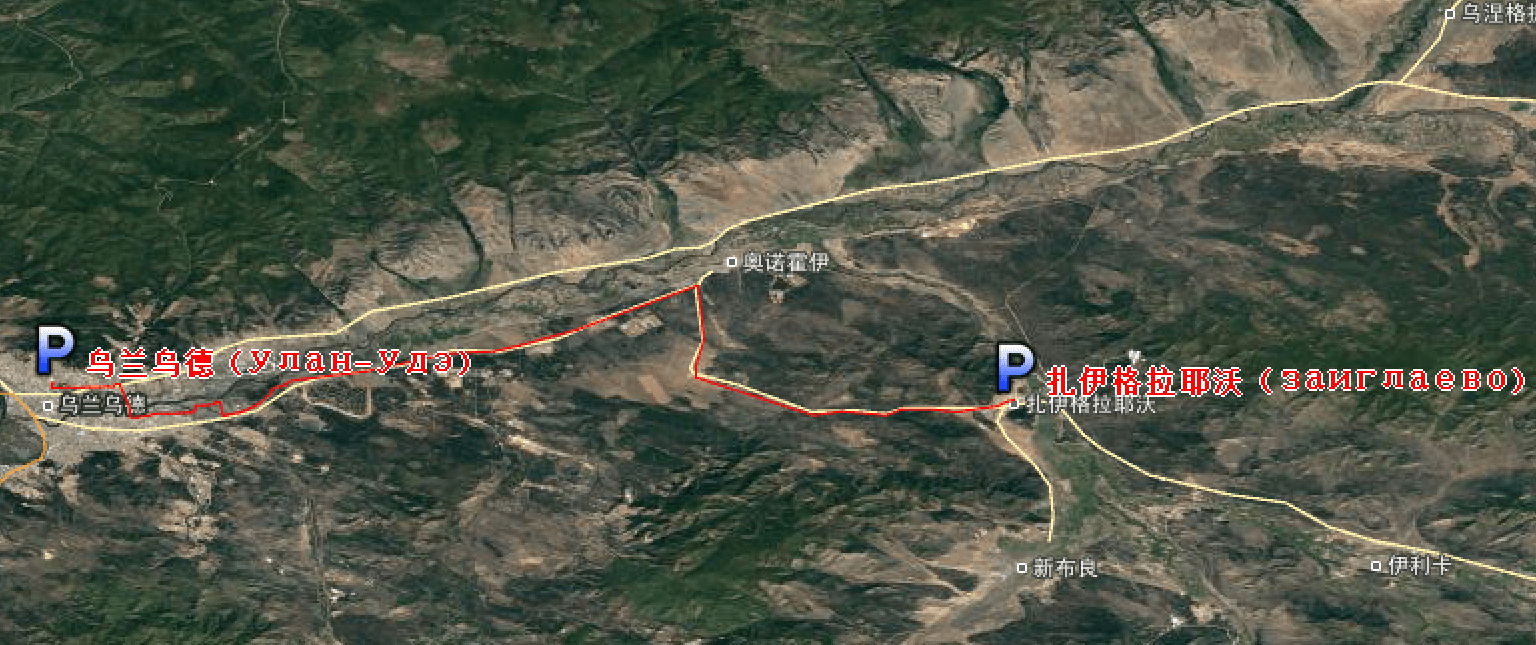 乌涅格
奥诺霍伊
P 乌兰乌德（Улан-Удэ）
P 扎伊格拉耶沃（заиглаево）
乌兰乌德
扎伊格拉耶沃
新布良
伊利卡